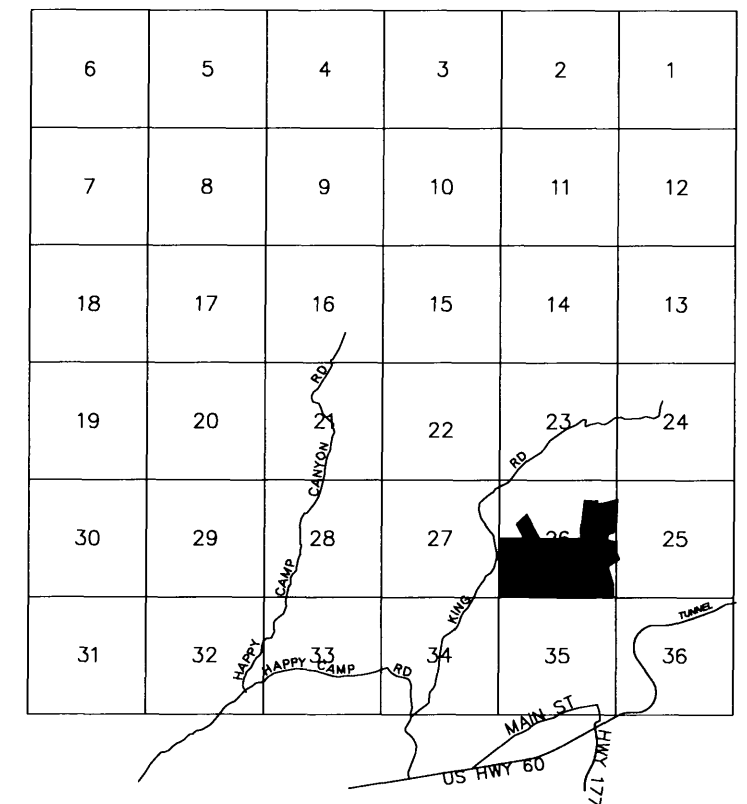 6 5 4 3 2 1
7 8 9 10 11 12
18 17 16 15 14 13
RD
19 20 21 22 23 24
RD
CANYON
30 29 28 27 26 25
CAMP
KING
TUNNEL
31 32 33 34 35 36
HAPPY
HAPPY CAMP RD
MAIN ST
US HWY 60
HWY 177